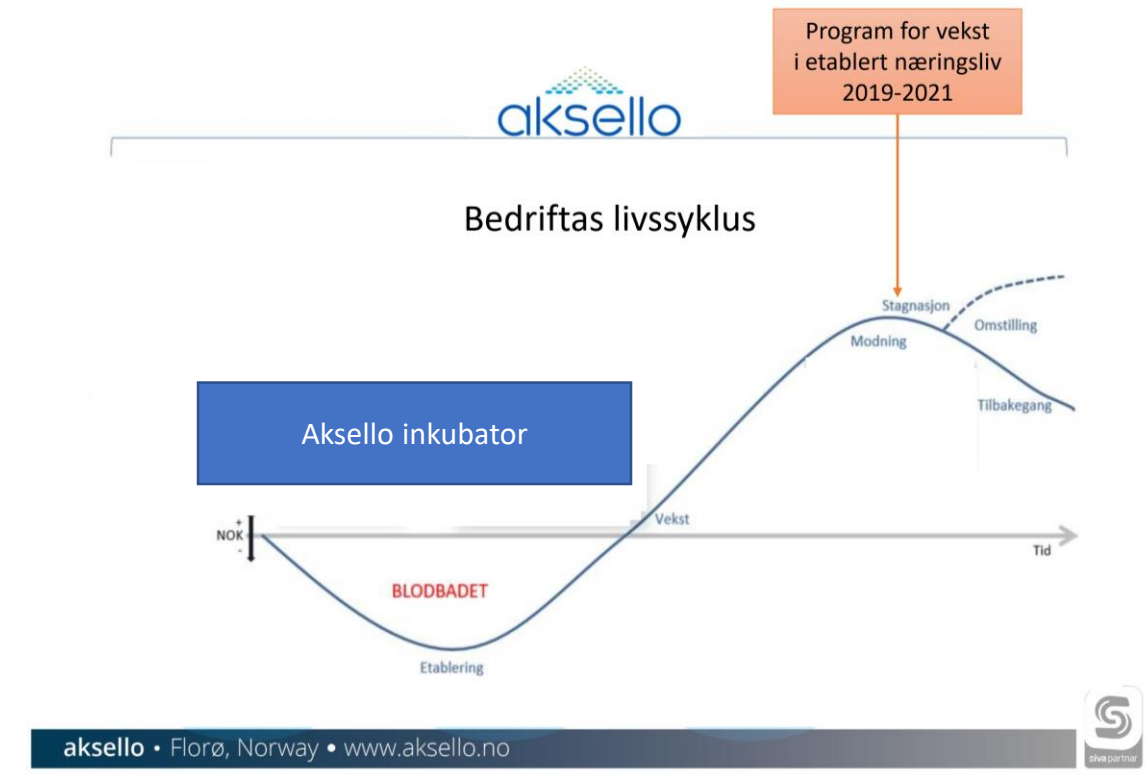 Program for vekst
i etablert næringsliv
2019-2021
aksello
Bedriftas livssyklus
Stagnasjon
Omstilling
Modning
Tilbakegang
Aksello inkubator
Vekst
+
NOK
-
Tid
BLODBADET
Etablering
aksello • Florø, Norway • www.aksello.no
siva partnar